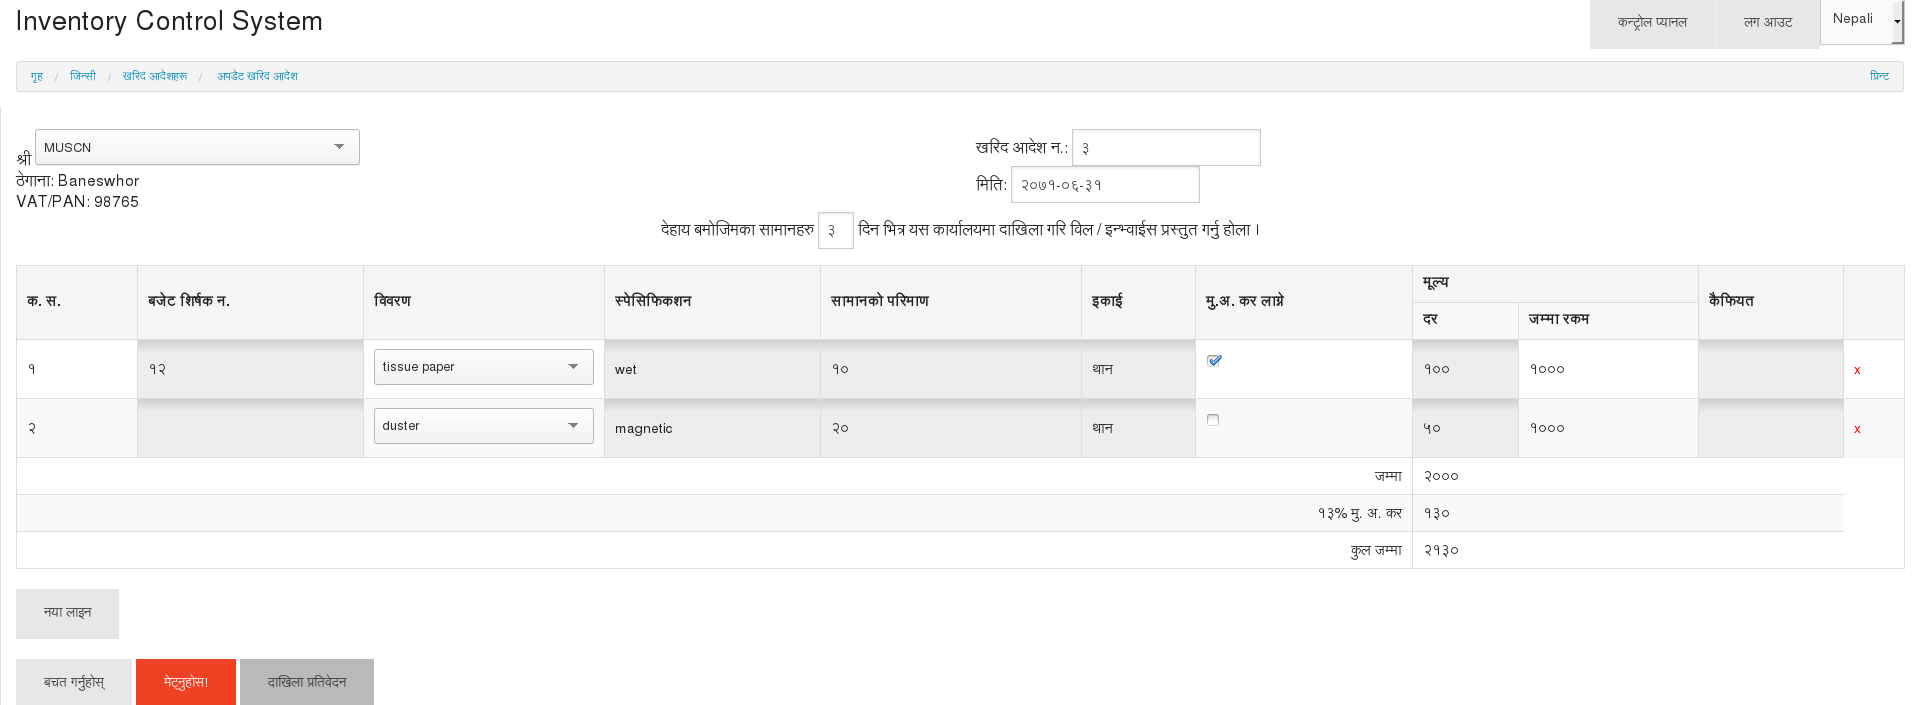 Inventory Control System
कन्ट्रोल प्यानल लग आउट Nepali
गृह / जिन्सी / खरिद आदेशहरू / अपडेट खरिद आदेश प्रिन्ट
श्री MUSCN खरिद आदेश न.: ३
ठेगाना: Baneswhor मिति: २०७१-०६-३१
VAT/PAN: 98765
देहाय बमोजिमका सामानहरु ३ दिन भित्र यस कार्यालयमा दाखिला गरि विल / इन्भ्वाईस प्रस्तुत गर्नु होला ।
क. स. बजेट शिर्षक न. विवरण स्पेसिफिकशन सामानको परिमाण इकाई मु.अ. कर लाग्ने मूल्य कैफियत
दर जम्मा रकम
१ १२ tissue paper wet १० थान १०० १००० x
२ duster magnetic २० थान ५० १००० x
जम्मा २०००
१३% मु. अ. कर १३०
कुल जम्मा २१३०
नया लाइन
बचत गर्नुहोस् मेट्नुहोस! दाखिला प्रतिवेदन